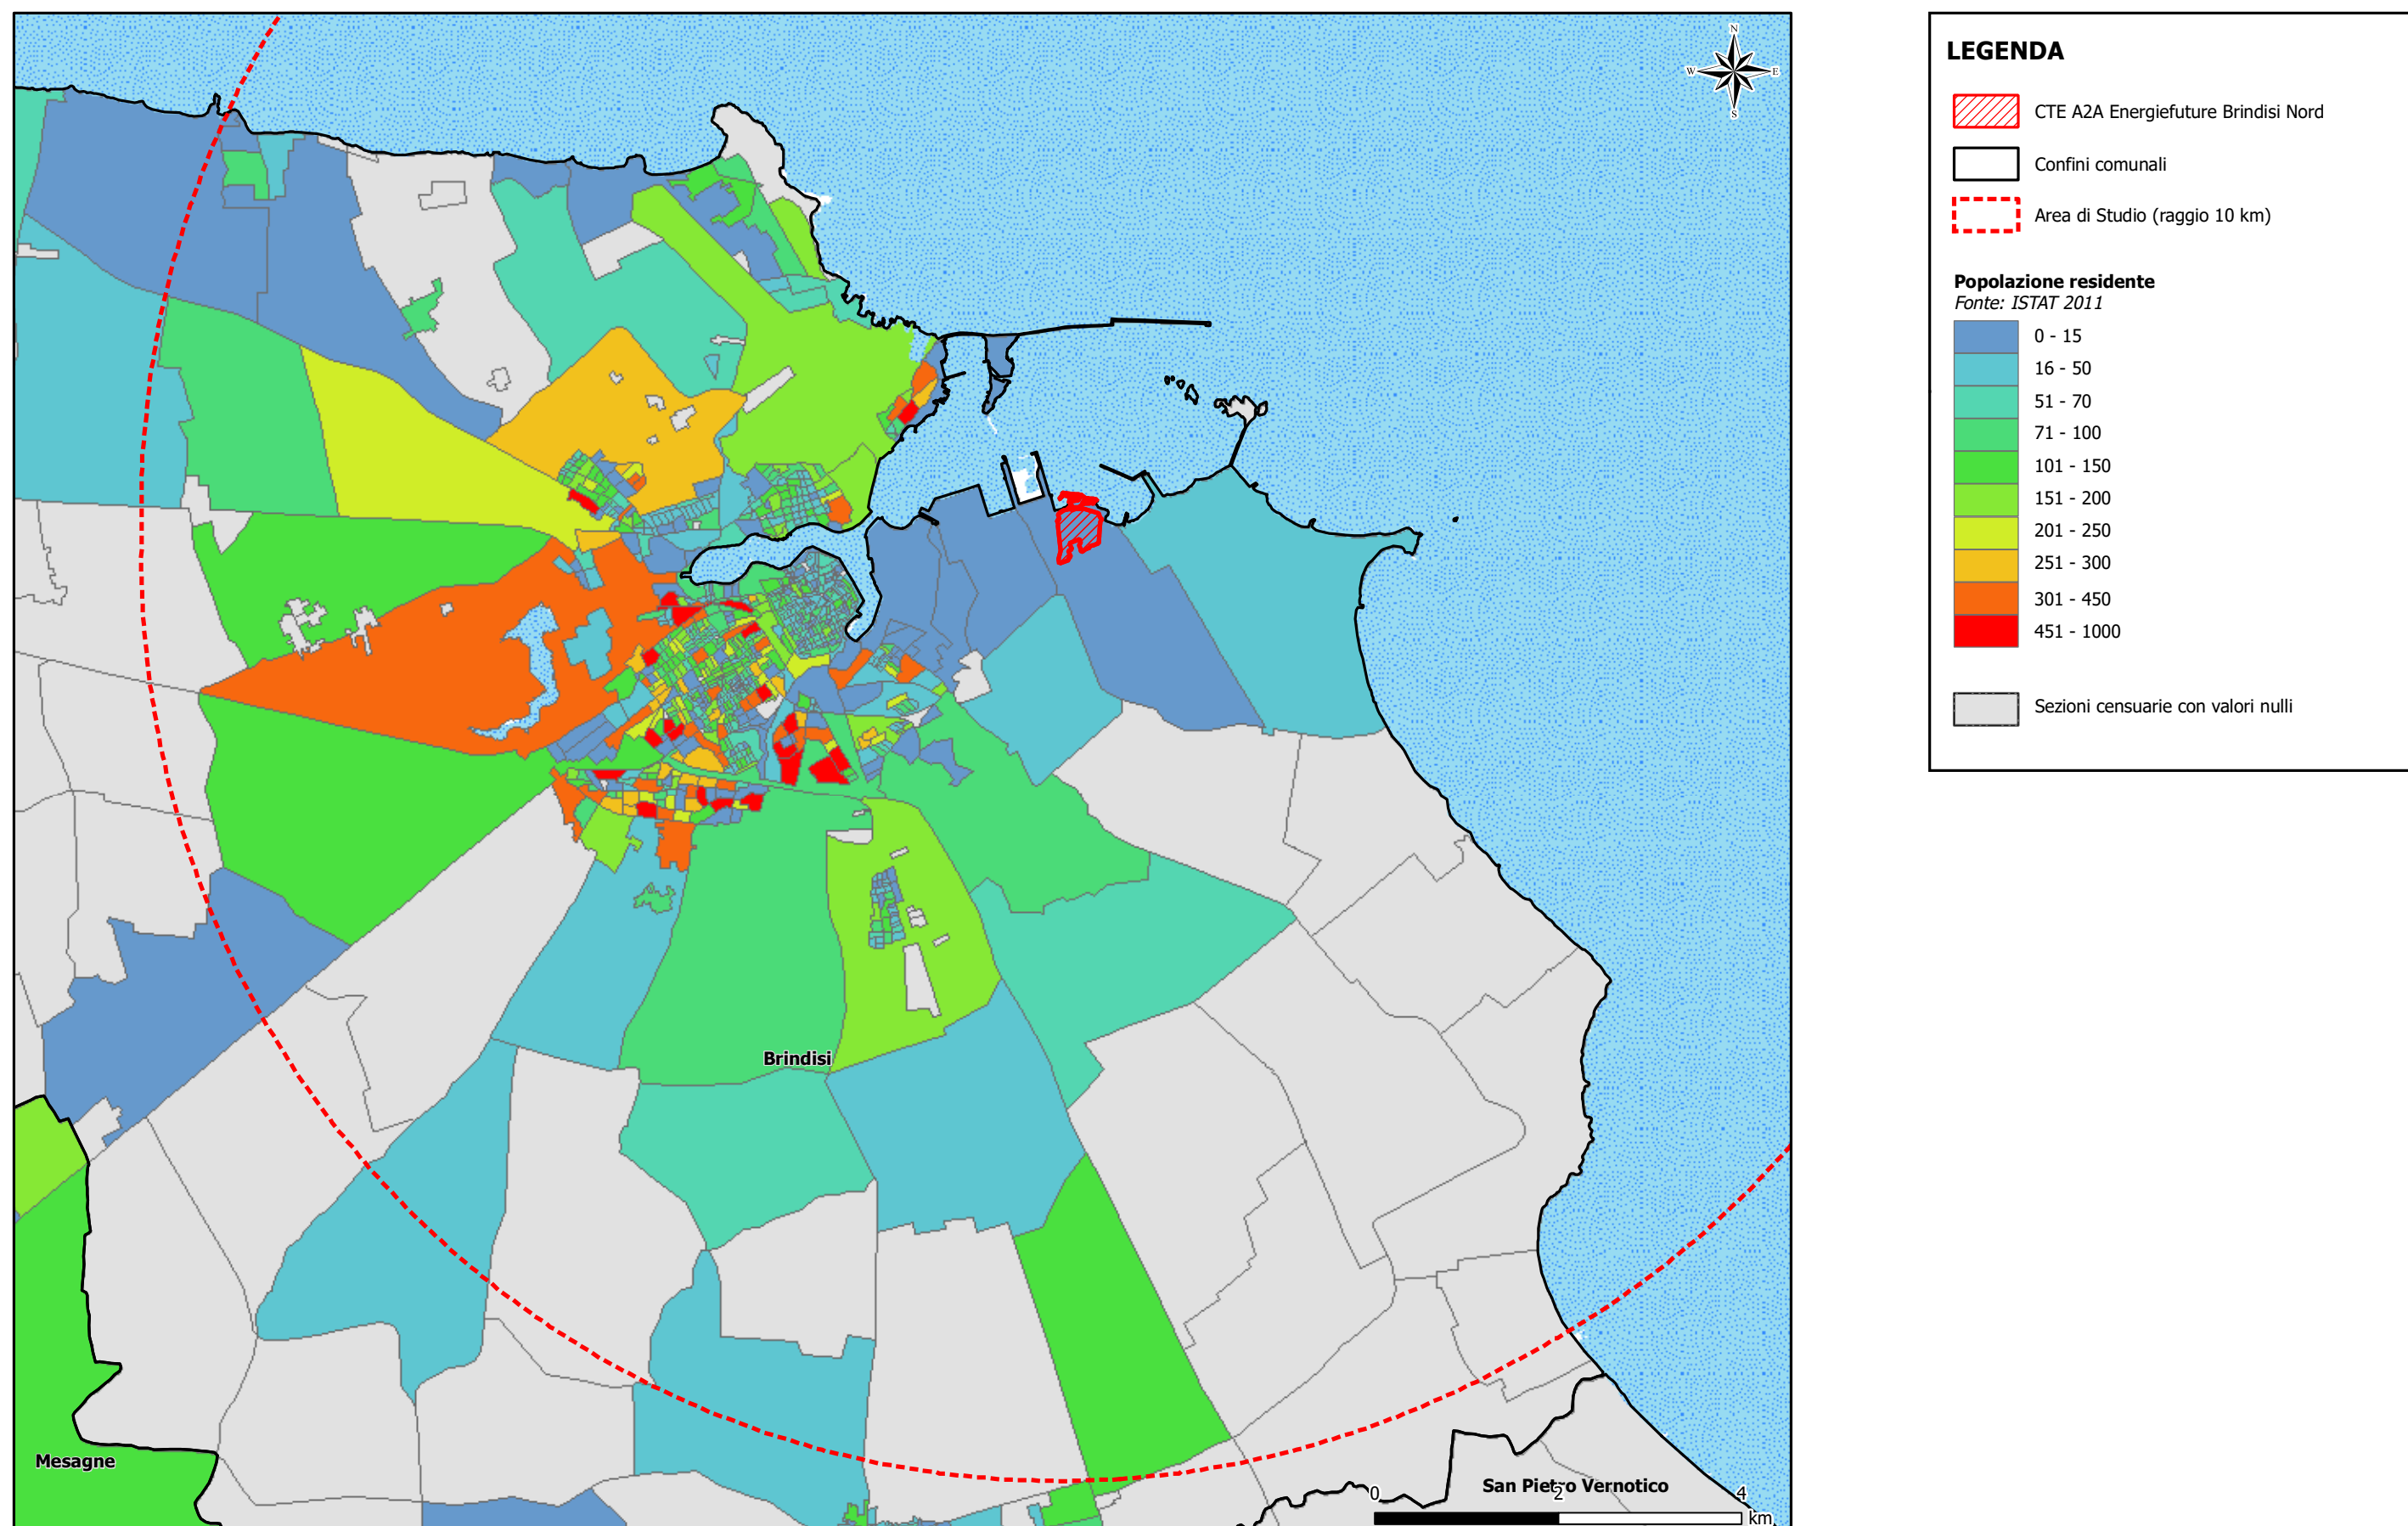 N
W
E
S
Brindisi
Mesagne
San Pietro Vernotico
0
2
4
km
LEGENDA
CTE A2A Energiefuture Brindisi Nord
Confini comunali
Area di Studio (raggio 10 km)
Popolazione residente
Fonte: ISTAT 2011
0 - 15
16 - 50
51 - 70
71 - 100
101 - 150
151 - 200
201 - 250
251 - 300
301 - 450
451 - 1000
Sezioni censuarie con valori nulli